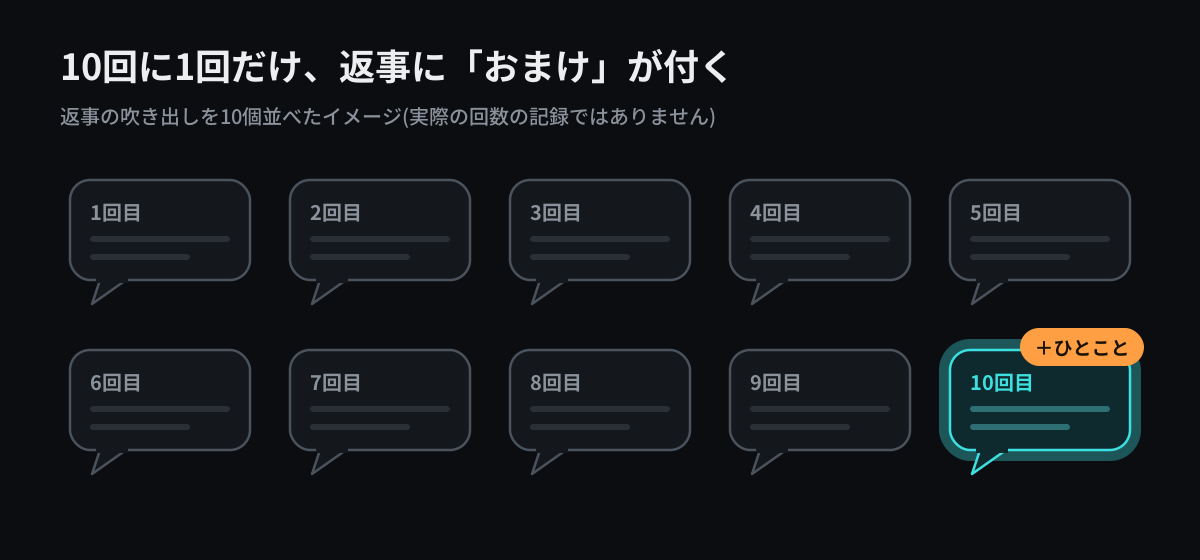 10回に1回だけ、返事に「おまけ」が付く
返事の吹き出しを10個並べたイメージ(実際の回数の記録ではありません)
1回目
2回目
3回目
4回目
5回目
6回目
7回目
8回目
9回目
＋ひとこと
10回目